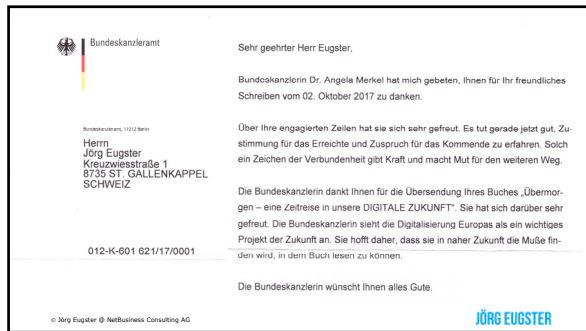 Bundeskanzleramt
Bundeskanzleramt, 11012 Berlin
Herrn
Jörg Eugster
Kreuzwiesstraße 1
8735 ST. GALLENKAPPEL
SCHWEIZ
012-K-601 621/17/0001
Sehr geehrter Herr Eugster,
Bundeskanzlerin Dr. Angela Merkel hat mich gebeten, Ihnen für Ihr freundliches
Schreiben vom 02. Oktober 2017 zu danken.
Über Ihre engagierten Zeilen hat sie sich sehr gefreut. Es tut gerade jetzt gut, Zu-
stimmung für das Erreichte und Zuspruch für das Kommende zu erfahren. Solch
ein Zeichen der Verbundenheit gibt Kraft und macht Mut für den weiteren Weg.
Die Bundeskanzlerin dankt Ihnen für die Übersendung Ihres Buches „Übermor-
gen – eine Zeitreise in unsere DIGITALE ZUKUNFT". Sie hat sich darüber sehr
gefreut. Die Bundeskanzlerin sieht die Digitalisierung Europas als ein wichtiges
Projekt der Zukunft an. Sie hofft daher, dass sie in naher Zukunft die Muße fin-
den wird, in dem Buch lesen zu können.
Die Bundeskanzlerin wünscht Ihnen alles Gute.
© Jörg Eugster @ NetBusiness Consulting AG
JÖRG EUGSTER